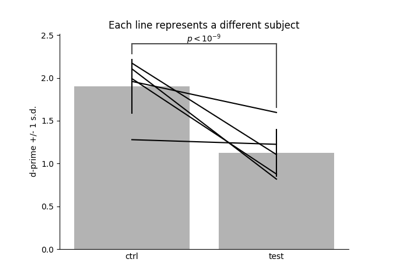 Each line represents a different subject
p < 10⁻⁹
2.5
2.0
1.5
1.0
0.5
0.0
d-prime +/- 1 s.d.
ctrl test